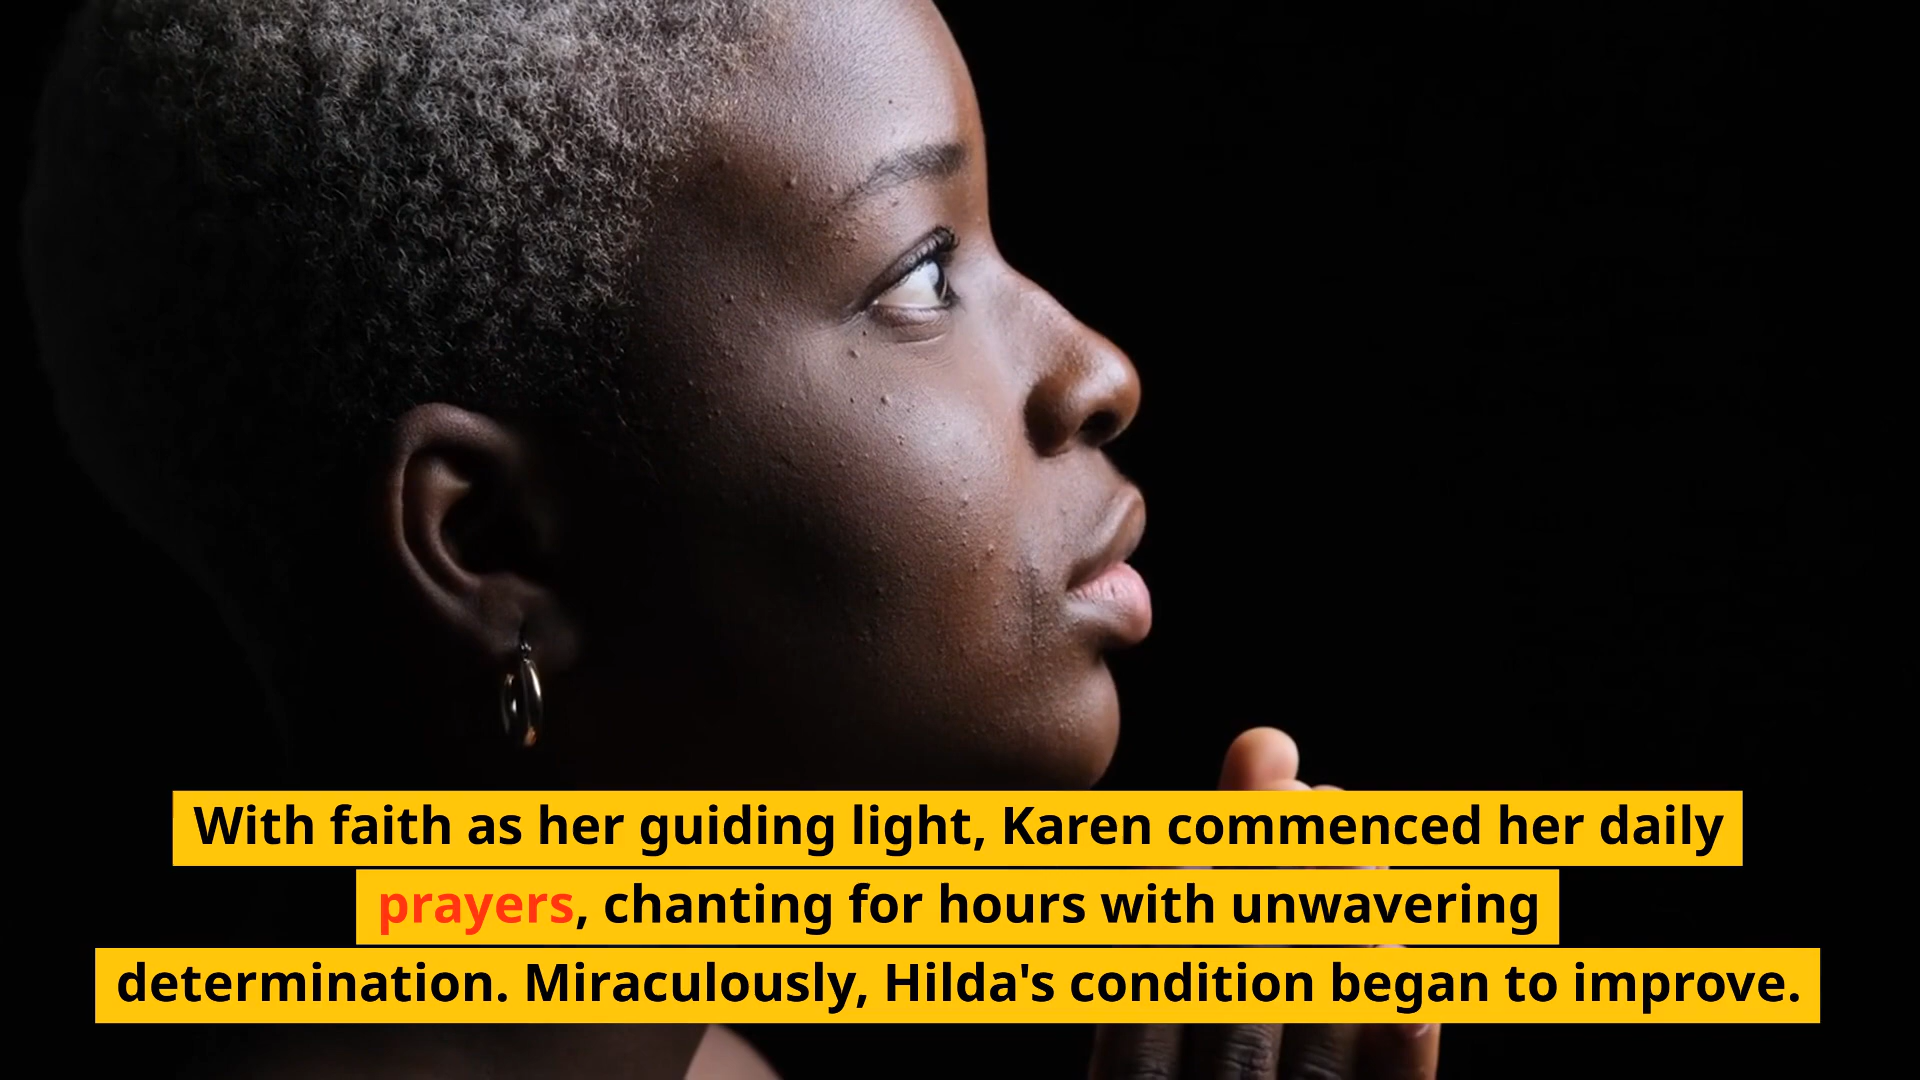 With faith as her guiding light, Karen commenced her daily
prayers, chanting for hours with unwavering
determination. Miraculously, Hilda's condition began to improve.